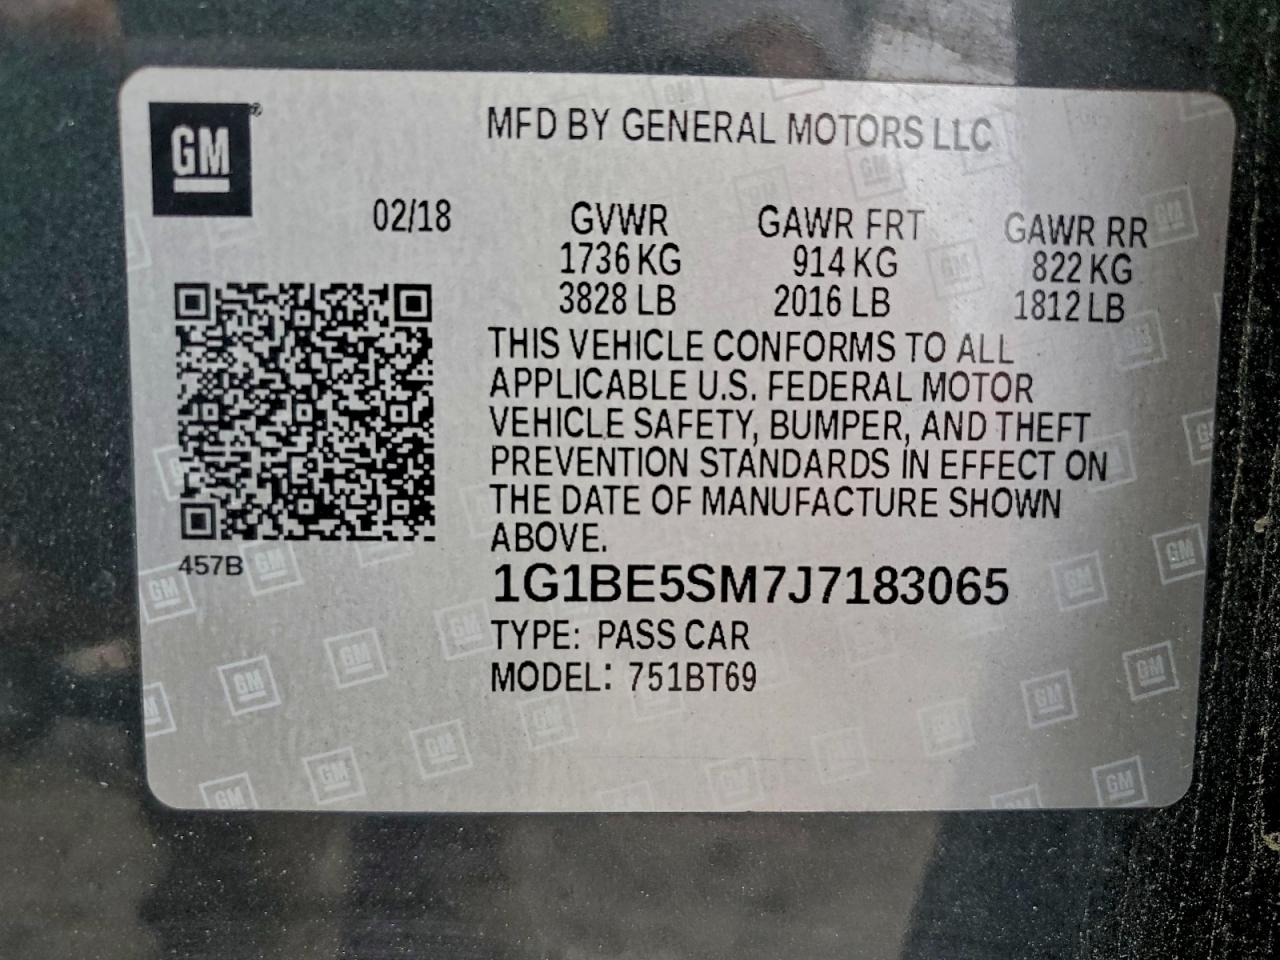 GM
MFD BY GENERAL MOTORS LLC
02/18
GVWR
1736 KG
3828 LB
GAWR FRT
914 KG
2016 LB
GAWR RR
822 KG
1812 LB
THIS VEHICLE CONFORMS TO ALL
APPLICABLE U.S. FEDERAL MOTOR
VEHICLE SAFETY, BUMPER, AND THEFT
PREVENTION STANDARDS IN EFFECT ON
THE DATE OF MANUFACTURE SHOWN
ABOVE.
457B
1G1BE5SM7J7183065
TYPE: PASS CAR
MODEL: 751BT69